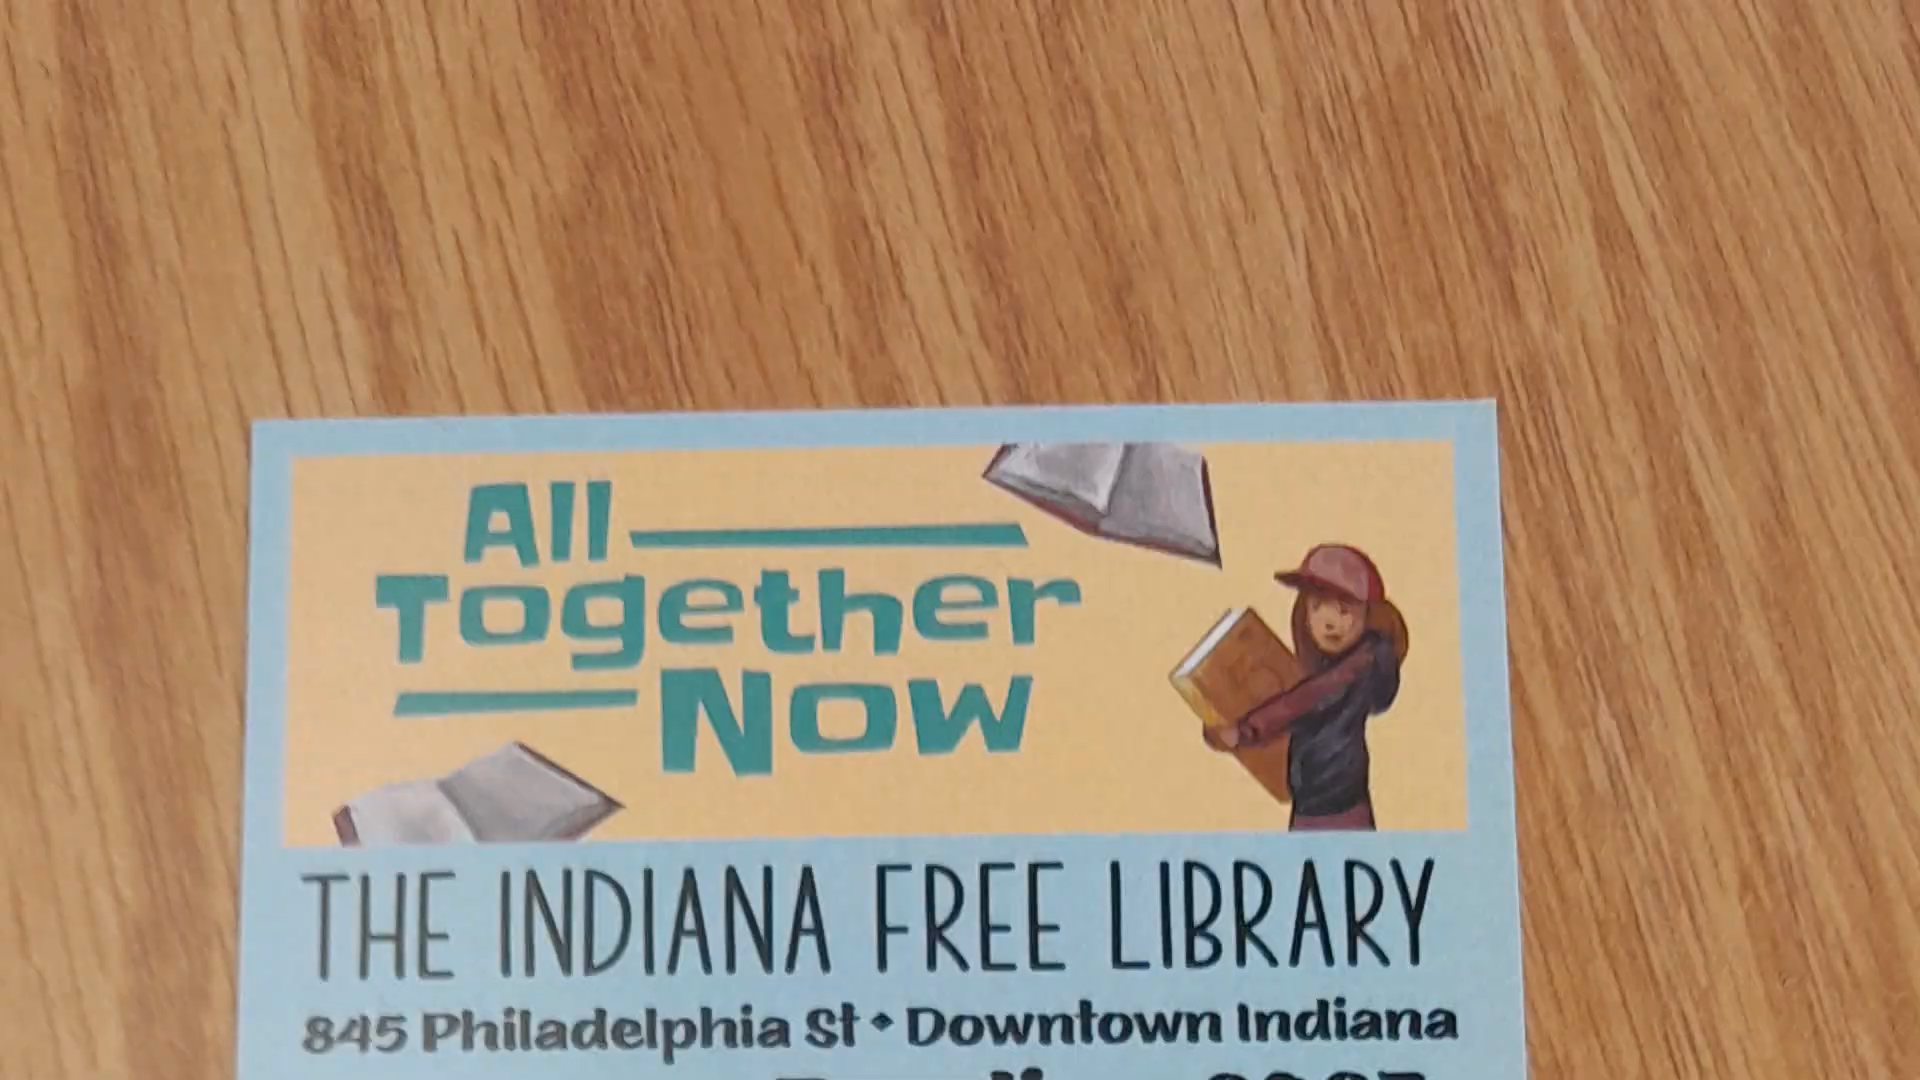 All
Together
Now
THE INDIANA FREE LIBRARY
845 Philadelphia St • Downtown Indiana